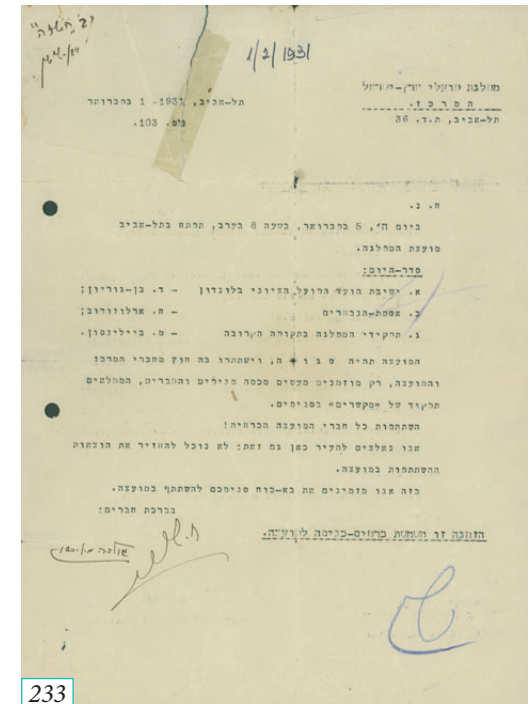 1/2/1931
מפלגת פועלי ארץ-ישראל
המרכז.
תל-אביב, ת.ד. 36
תל-אביב, 1931. 1 בפברואר
103.
ח. נ.
ביום ה', 5 בפברואר, בשעה 8 בערב, תפתח בתל-אביב
מועצת המפלגה.
סדר-היום:
א. ישיבת הועד הפועל הציוני בלונדון - ד. בן-גוריון;
ב. אספת-הנבחרים - ח. ארלוזורוב;
ג. תפקידי המפלגה בתקופה הקרובה - מ. ביילינסון.
המועצה תהיה סגורה, וישתתפו בה חוץ מחברי המרכז
והמועצה, רק מוזמנים מעטים מכמה סניפים והחברים, הממלאים
תפקיד של "מקשרים" בסניפים.
השתתפות כל חברי המועצה הכרחית!
אנו נאלצים להעיר כאן גם זאת: לא נוכל להחזיר את הוצאות
ההשתתפות במועצה.
בזה אנו מזמינים את בא-כוח סניפכם להשתתף במועצה.
בברכת חברים:
הזמנה זו משמשת כרטיס-כניסה למועצה.
233